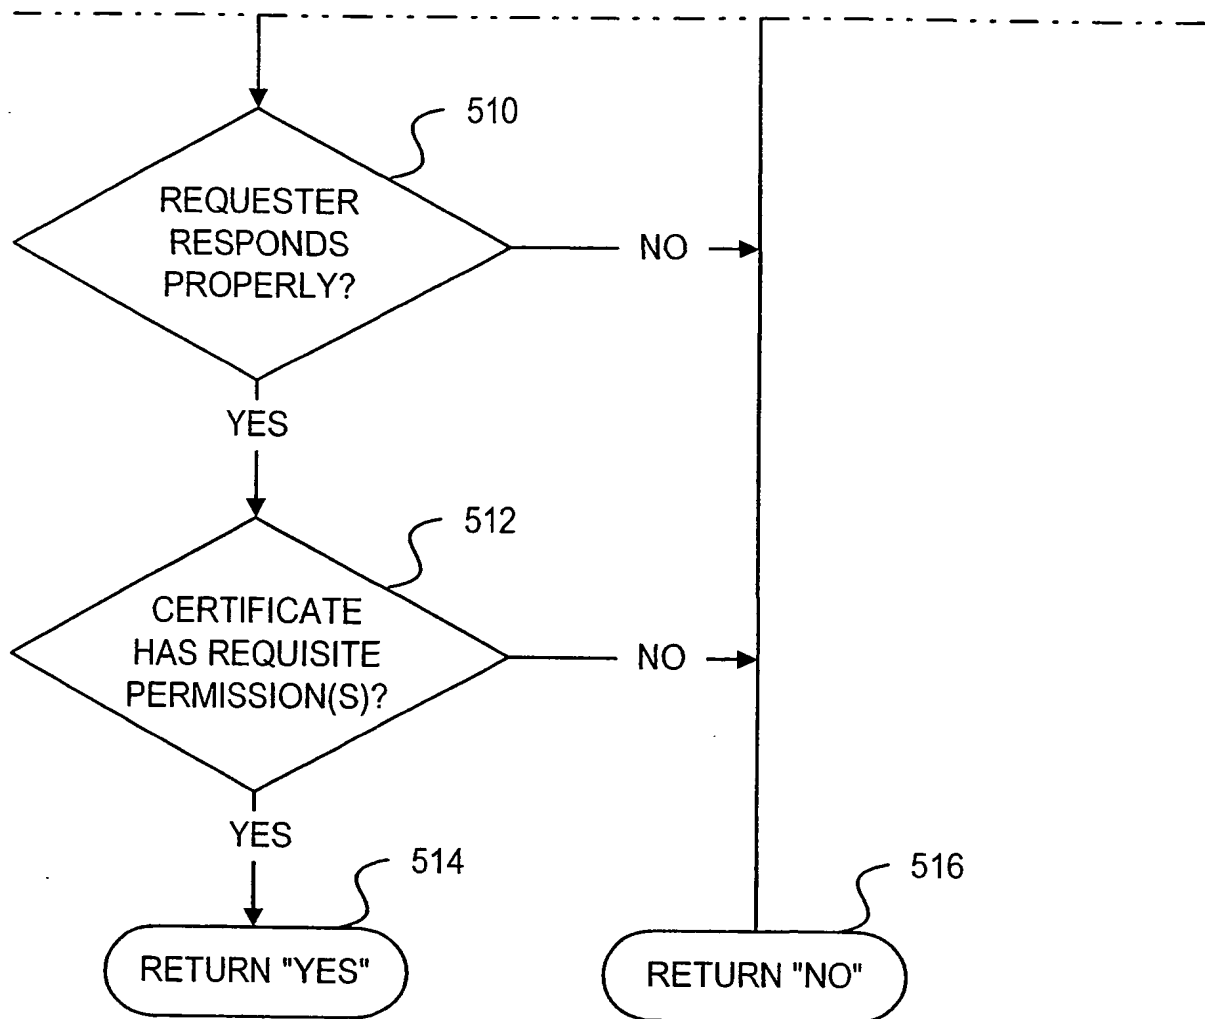 510
REQUESTER
RESPONDS
PROPERLY?
NO
YES
512
CERTIFICATE
HAS REQUISITE
PERMISSION(S)?
NO
YES
514
516
RETURN "YES"
RETURN "NO"